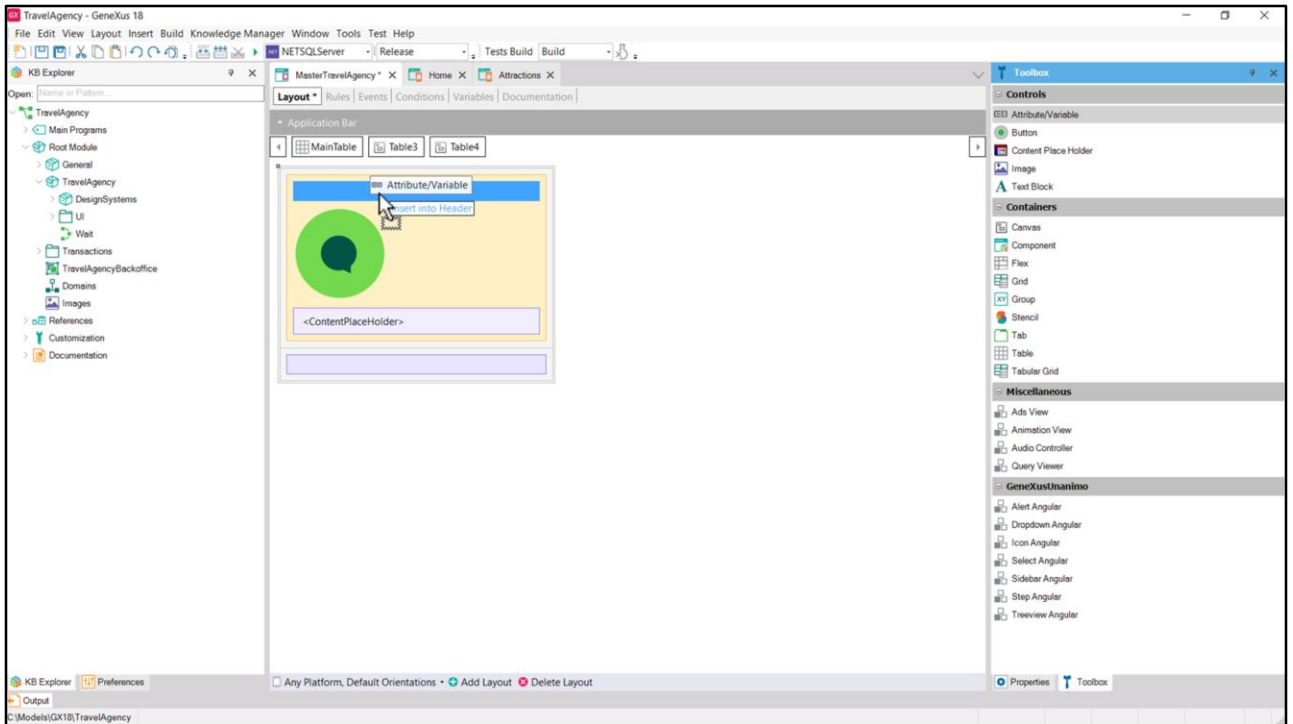 TravelAgency - GeneXus 18
File Edit View Layout Insert Build Knowledge Manager Window Tools Test Help
NETSQLServer Release Tests Build Build
KB Explorer
Open: Name or Pattern...
TravelAgency
Main Programs
Root Module
General
TravelAgency
DesignSystems
UI
Wait
Transactions
TravelAgencyBackoffice
Domains
Images
References
Customization
Documentation
KB Explorer Preferences
MasterTravelAgency * Home Attractions
Layout * Rules Events Conditions Variables Documentation
Application Bar
MainTable Table3 Table4
Attribute/Variable
Insert into Header
<ContentPlaceHolder>
Any Platform, Default Orientations Add Layout Delete Layout
Toolbox
Controls
Attribute/Variable
Button
Content Place Holder
Image
Text Block
Containers
Canvas
Component
Flex
Grid
Group
Stencil
Tab
Table
Tabular Grid
Miscellaneous
Ads View
Animation View
Audio Controller
Query Viewer
GeneXusUnanimo
Alert Angular
Dropdown Angular
Icon Angular
Select Angular
Sidebar Angular
Step Angular
Treeview Angular
Properties Toolbox
Output
C:\Models\GX18\TravelAgency